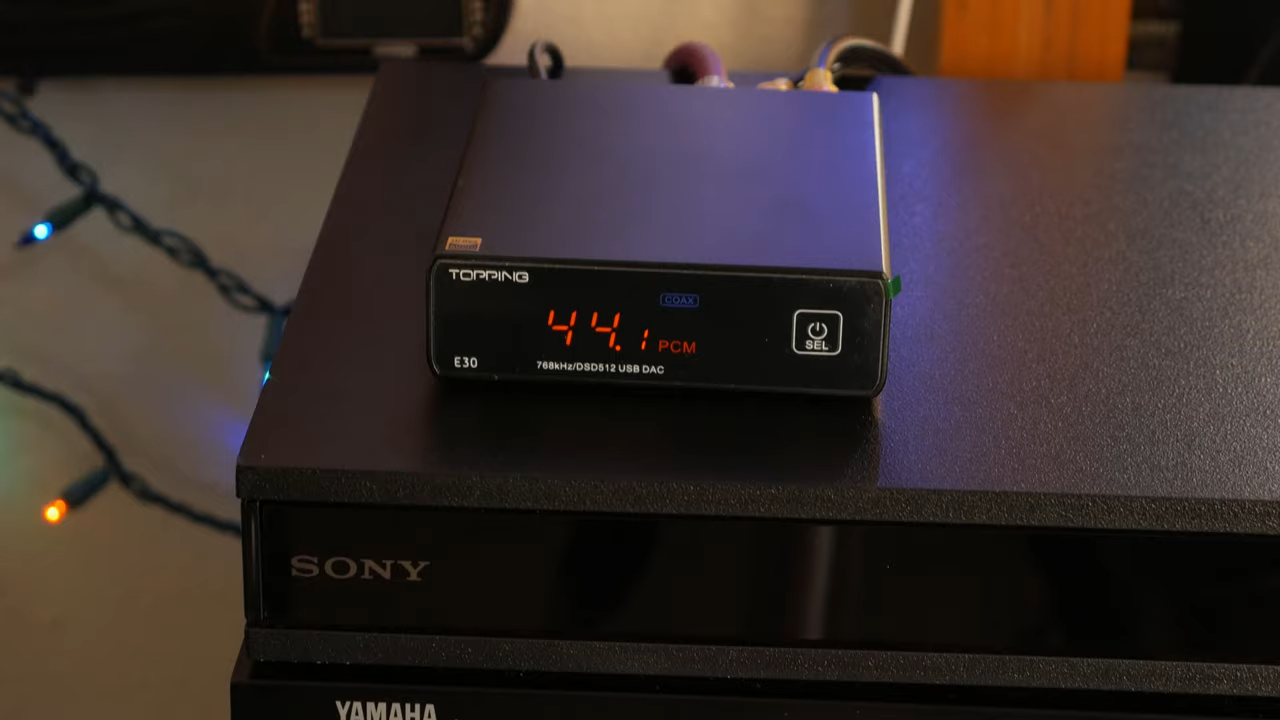 TOPPING
COAX
44.1 PCM
SEL
E30
768kHz/DSD512 USB DAC
SONY
YAMAHA